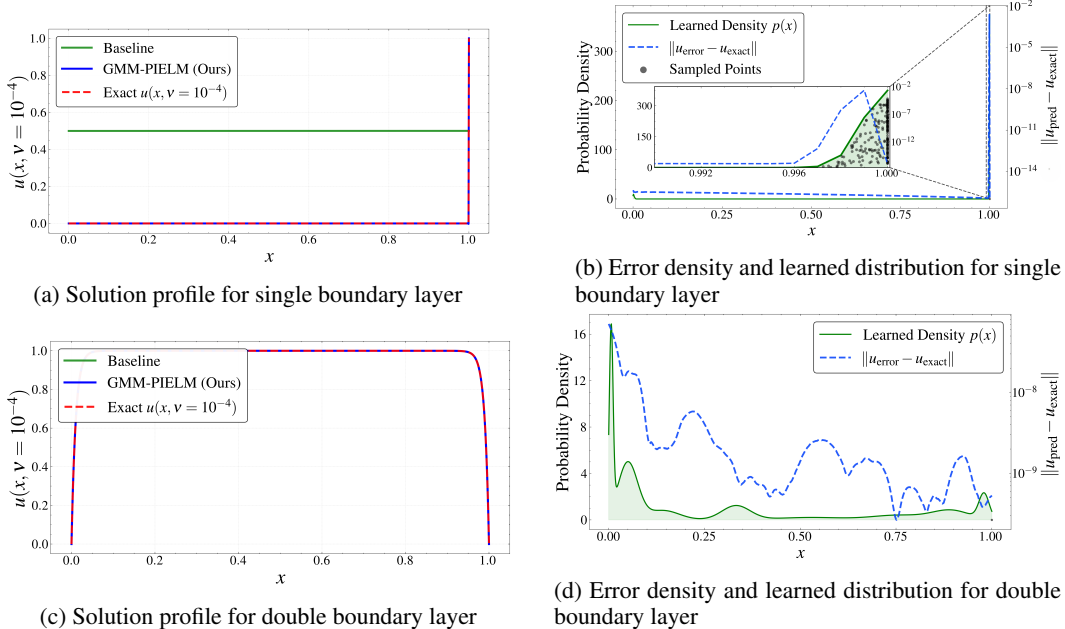 1.0
0.8
0.6
0.4
0.2
0.0
u(x, ν = 10⁻⁴)
Baseline
GMM-PIELM (Ours)
Exact u(x, ν = 10⁻⁴)
0.0 0.2 0.4 0.6 0.8 1.0
x
(a) Solution profile for single boundary layer
300
200
100
0
Probability Density
Learned Density p(x)
‖u_error − u_exact‖
Sampled Points
300
150
0
0.992 0.996 1.000
10⁻²
10⁻⁷
10⁻¹²
10⁻²
10⁻⁵
10⁻⁸
10⁻¹¹
10⁻¹⁴
‖u_pred − u_exact‖
0.00 0.25 0.50 0.75 1.00
x
(b) Error density and learned distribution for single
boundary layer
1.0
0.8
0.6
0.4
0.2
0.0
u(x, ν = 10⁻⁴)
Baseline
GMM-PIELM (Ours)
Exact u(x, ν = 10⁻⁴)
0.0 0.2 0.4 0.6 0.8 1.0
x
(c) Solution profile for double boundary layer
16
12
8
4
0
Probability Density
Learned Density p(x)
‖u_error − u_exact‖
10⁻⁸
10⁻⁹
‖u_pred − u_exact‖
0.00 0.25 0.50 0.75 1.00
x
(d) Error density and learned distribution for double
boundary layer